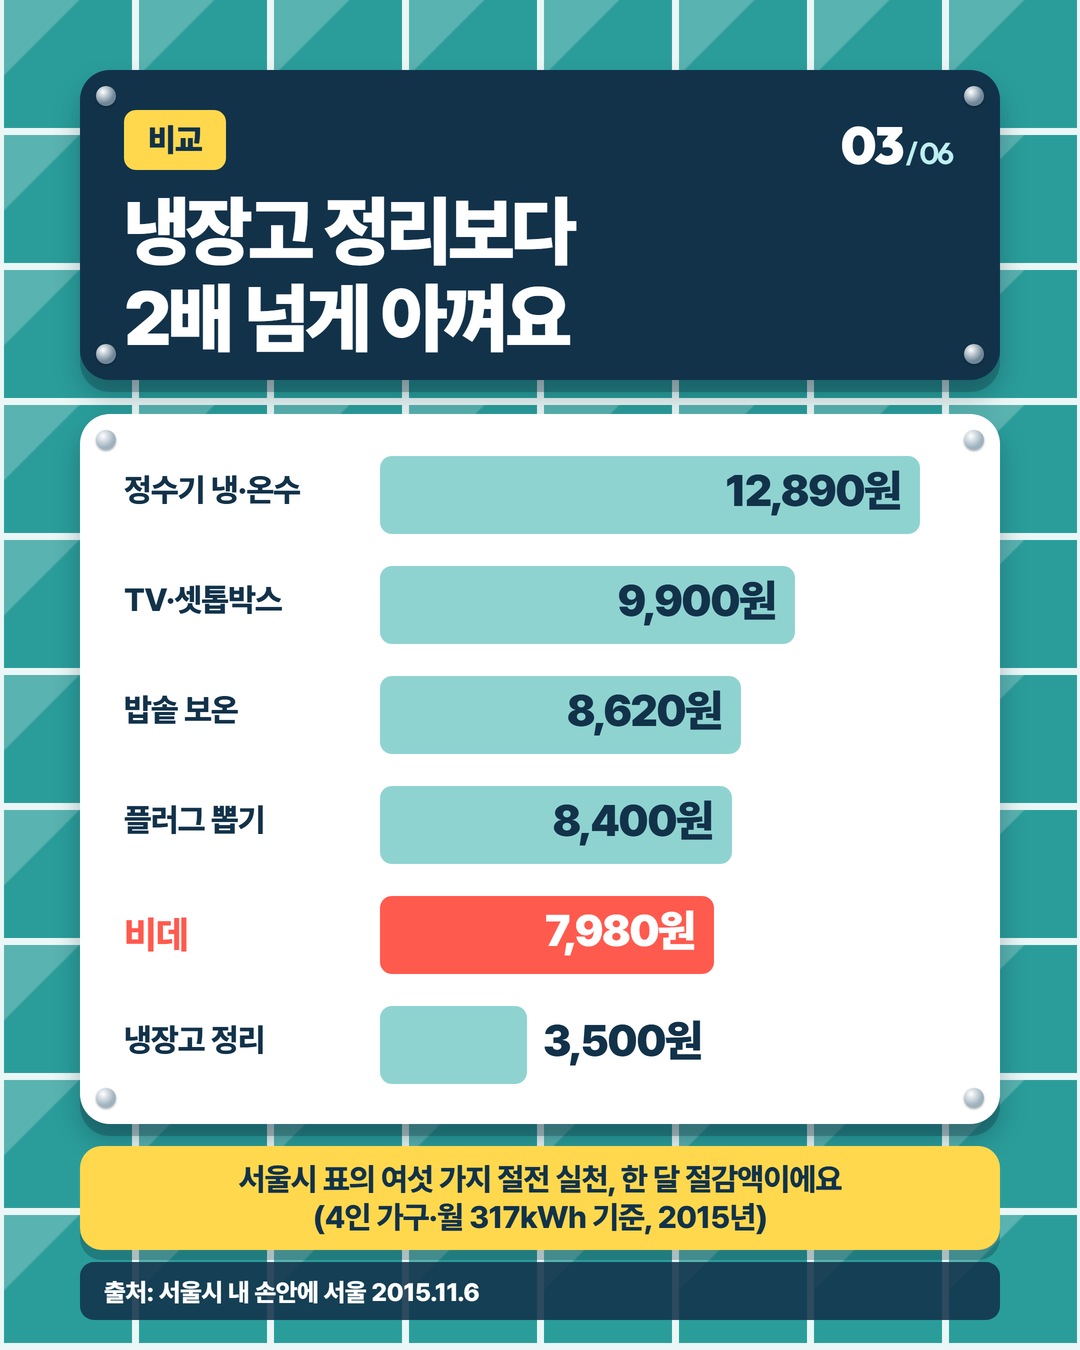 비교
03/06
냉장고 정리보다
2배 넘게 아껴요
정수기 냉·온수 12,890원
TV·셋톱박스 9,900원
밥솥 보온 8,620원
플러그 뽑기 8,400원
비데 7,980원
냉장고 정리 3,500원
서울시 표의 여섯 가지 절전 실천, 한 달 절감액이에요
(4인 가구·월 317kWh 기준, 2015년)
출처: 서울시 내 손안에 서울 2015.11.6